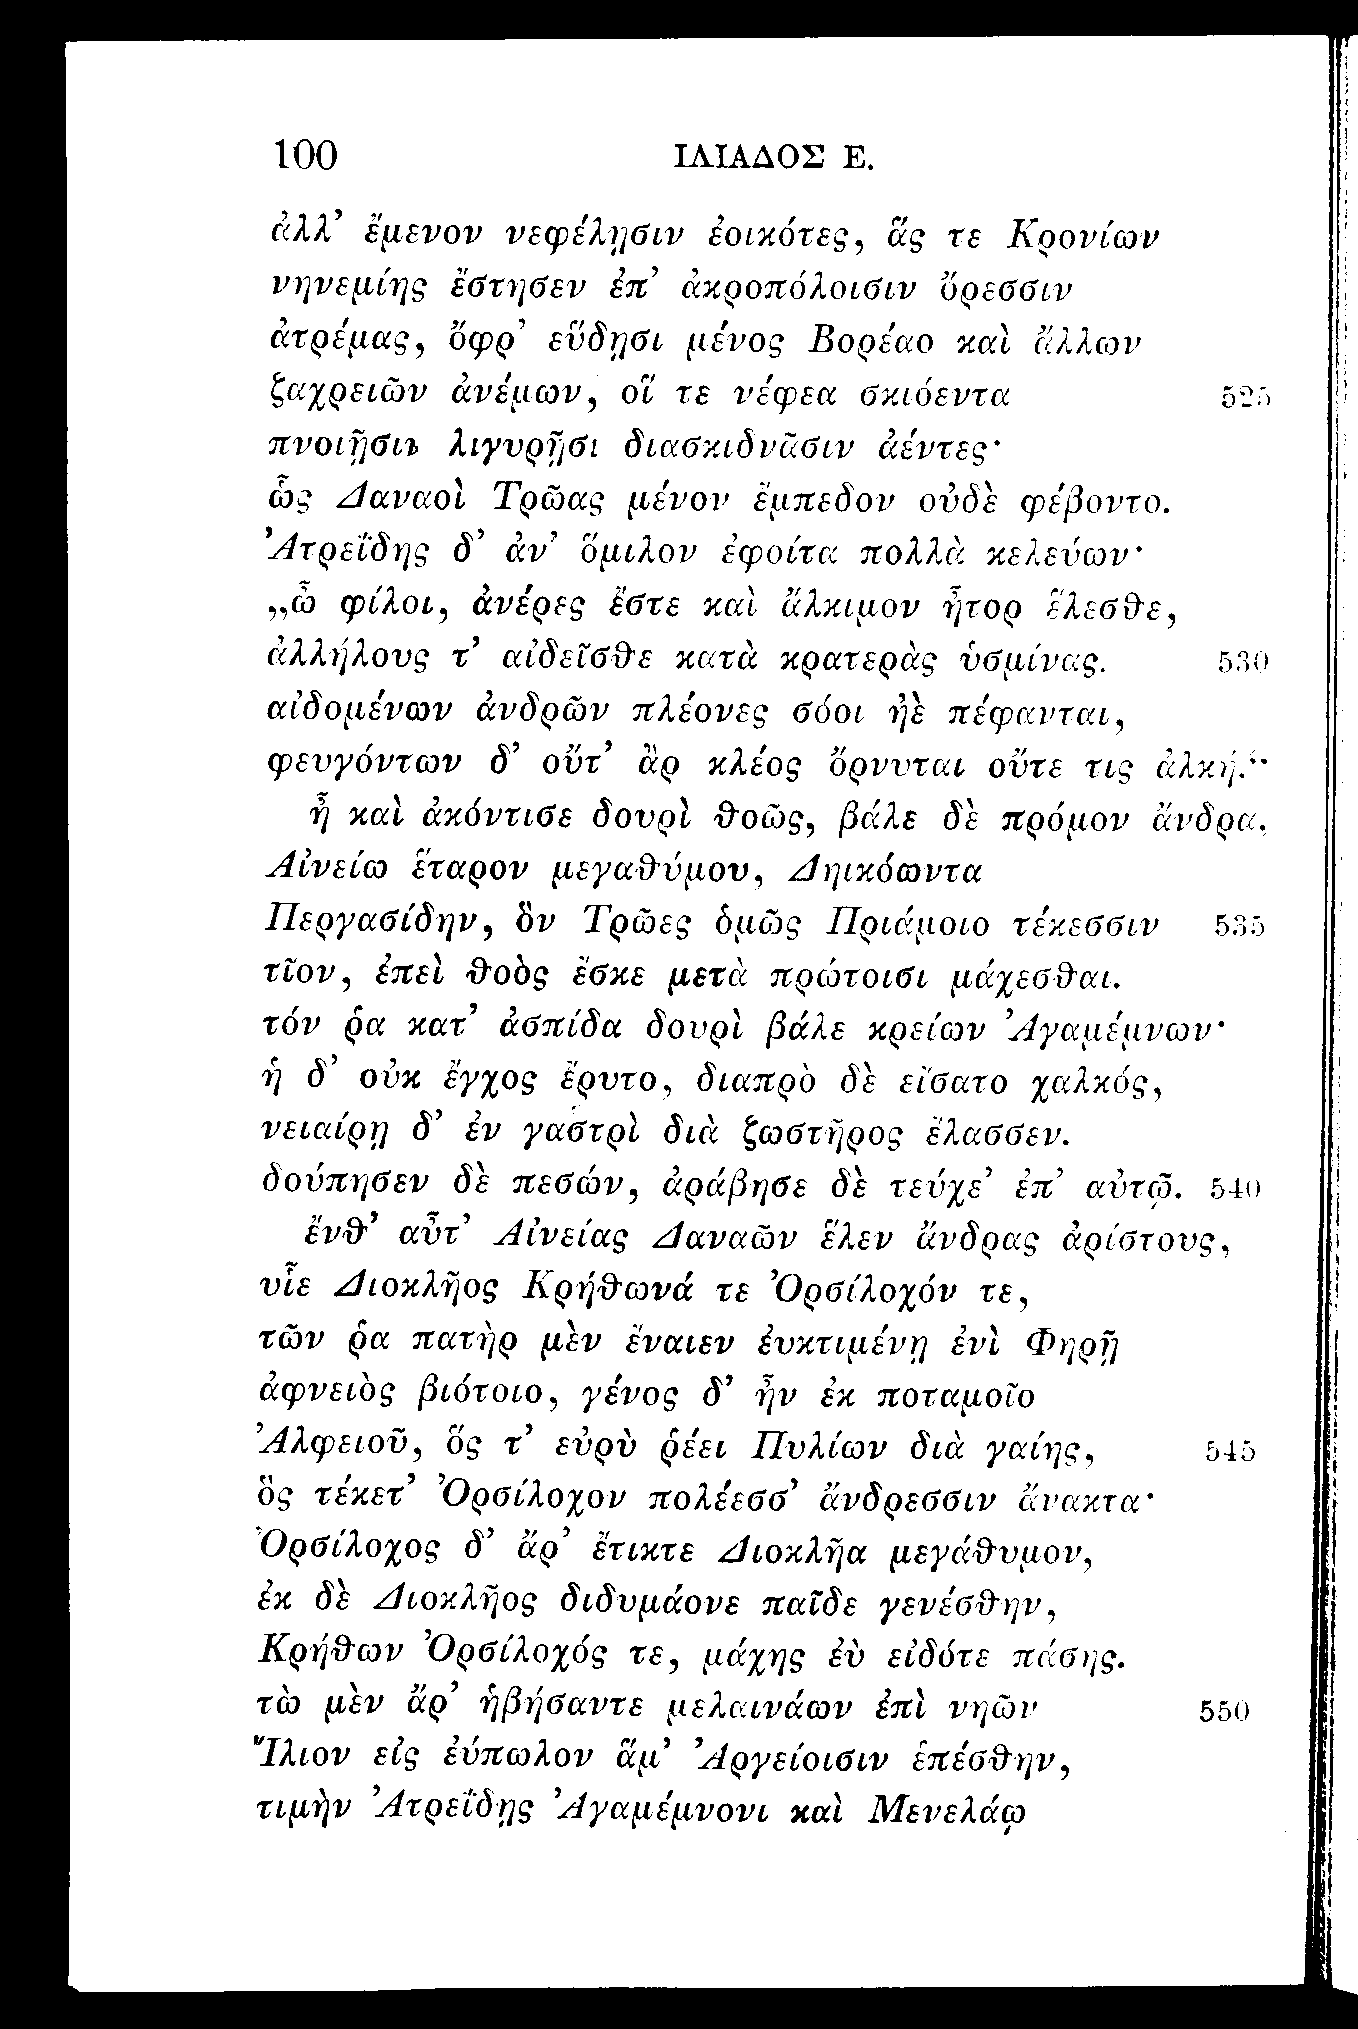 100 ΙΛΙΑΔΟΣ Ε.
ἀλλ’ ἔμενον νεφέλῃσιν ἐοικότες, ἅς τε Κρονίων
νηνεμίης ἔστησεν ἐπ’ ἀκροπόλοισιν ὄρεσσιν
ἀτρέμας, ὄφρ’ εὕδῃσι μένος Βορέαο καὶ ἄλλων
ζαχρειῶν ἀνέμων, οἵ τε νέφεα σκιόεντα 525
πνοιῇσιν λιγυρῇσι διασκιδνᾶσιν ἀέντες·
ὣς Δαναοὶ Τρῶας μένον ἔμπεδον οὐδὲ φέβοντο.
Ἀτρεΐδης δ’ ἀν’ ὅμιλον ἐφοίτα πολλὰ κελεύων·
„ὦ φίλοι, ἀνέρες ἔστε καὶ ἄλκιμον ἦτορ ἕλεσθε,
ἀλλήλους τ’ αἰδεῖσθε κατὰ κρατερὰς ὑσμίνας. 530
αἰδομένων ἀνδρῶν πλέονες σόοι ἠὲ πέφανται,
φευγόντων δ’ οὔτ’ ἂρ κλέος ὄρνυται οὔτε τις ἀλκή.“
ἦ καὶ ἀκόντισε δουρὶ θοῶς, βάλε δὲ πρόμον ἄνδρα,
Αἰνείω ἕταρον μεγαθύμου, Δηικόωντα
Περγασίδην, ὃν Τρῶες ὁμῶς Πριάμοιο τέκεσσιν 535
τῖον, ἐπεὶ θοὸς ἔσκε μετὰ πρώτοισι μάχεσθαι.
τόν ῥα κατ’ ἀσπίδα δουρὶ βάλε κρείων Ἀγαμέμνων·
ἡ δ’ οὐκ ἔγχος ἔρυτο, διαπρὸ δὲ εἴσατο χαλκός,
νειαίρῃ δ’ ἐν γαστρὶ διὰ ζωστῆρος ἔλασσεν.
δούπησεν δὲ πεσών, ἀράβησε δὲ τεύχε’ ἐπ’ αὐτῷ. 540
ἔνθ’ αὖτ’ Αἰνείας Δαναῶν ἕλεν ἄνδρας ἀρίστους,
υἷε Διοκλῆος Κρήθωνά τε Ὀρσίλοχόν τε,
τῶν ῥα πατὴρ μὲν ἔναιεν ἐυκτιμένῃ ἐνὶ Φηρῇ
ἀφνειὸς βιότοιο, γένος δ’ ἦν ἐκ ποταμοῖο
Ἀλφειοῦ, ὅς τ’ εὐρὺ ῥέει Πυλίων διὰ γαίης, 545
ὃς τέκετ’ Ὀρσίλοχον πολέεσσ’ ἄνδρεσσιν ἄνακτα·
Ὀρσίλοχος δ’ ἄρ’ ἔτικτε Διοκλῆα μεγάθυμον,
ἐκ δὲ Διοκλῆος διδυμάονε παῖδε γενέσθην,
Κρήθων Ὀρσίλοχός τε, μάχης ἐὺ εἰδότε πάσης.
τὼ μὲν ἄρ’ ἡβήσαντε μελαινάων ἐπὶ νηῶν 550
Ἴλιον εἰς ἐύπωλον ἅμ’ Ἀργείοισιν ἑπέσθην,
τιμὴν Ἀτρεΐδῃς Ἀγαμέμνονι καὶ Μενελάῳ